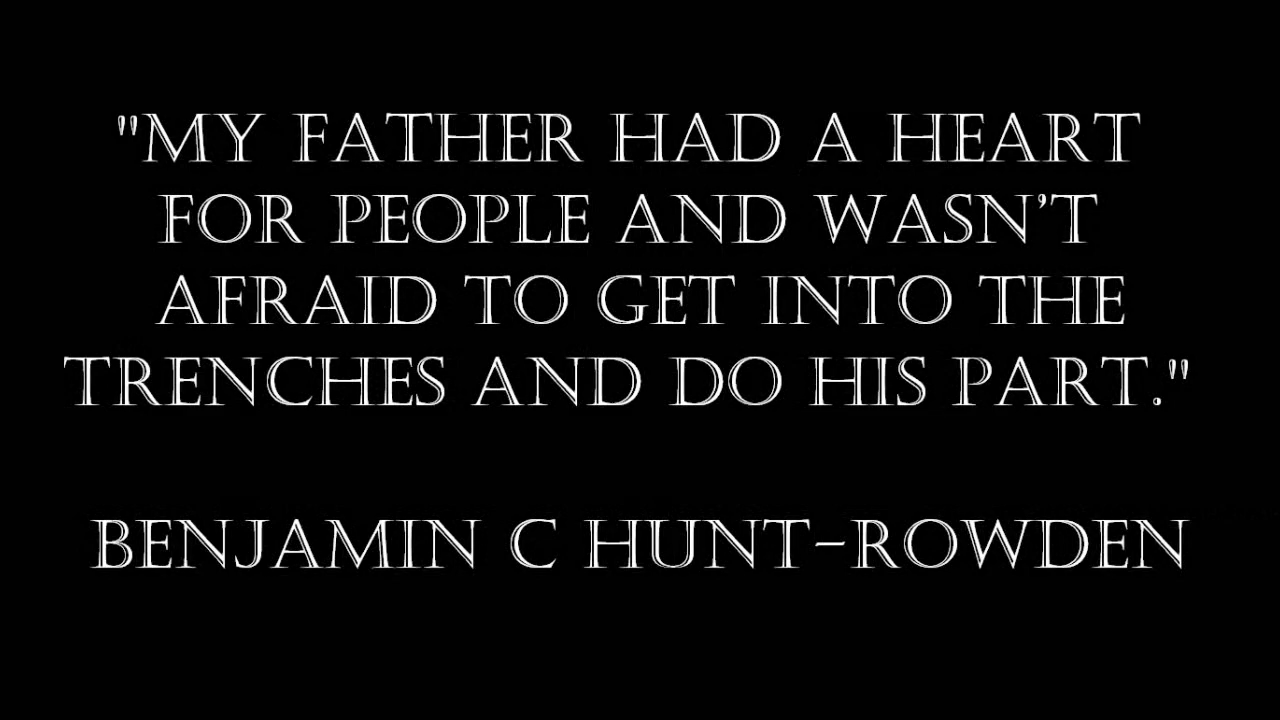 "MY FATHER HAD A HEART
FOR PEOPLE AND WASN'T
AFRAID TO GET INTO THE
TRENCHES AND DO HIS PART."
BENJAMIN C HUNT-ROWDEN